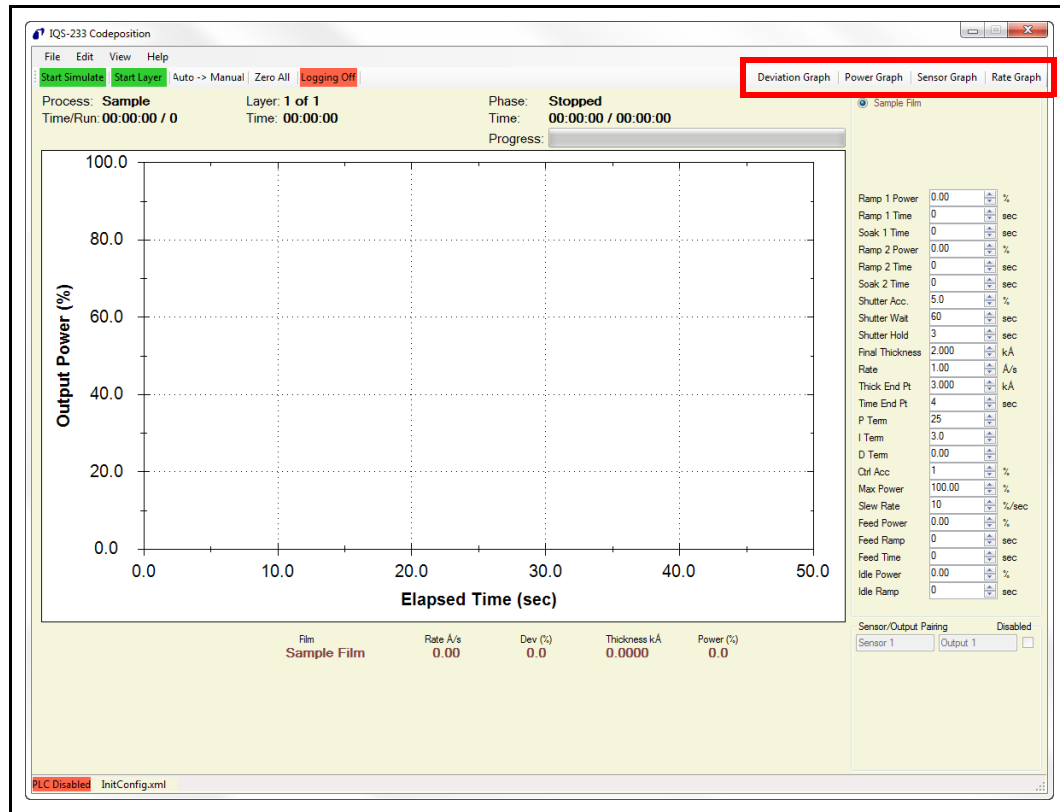 IQS-233 Codeposition
File Edit View Help
Start Simulate Start Layer Auto -> Manual Zero All Logging Off Deviation Graph Power Graph Sensor Graph Rate Graph
Process: Sample Layer: 1 of 1 Phase: Stopped
Time/Run: 00:00:00 / 0 Time: 00:00:00 Time: 00:00:00 / 00:00:00
Progress:
Sample Film
100.0
80.0
60.0
40.0
20.0
0.0
Output Power (%)
0.0 10.0 20.0 30.0 40.0 50.0
Elapsed Time (sec)
Ramp 1 Power 0.00 %
Ramp 1 Time 0 sec
Soak 1 Time 0 sec
Ramp 2 Power 0.00 %
Ramp 2 Time 0 sec
Soak 2 Time 0 sec
Shutter Acc. 5.0 %
Shutter Wait 60 sec
Shutter Hold 3 sec
Final Thickness 2.000 kÅ
Rate 1.00 Å/s
Thick End Pt 3.000 kÅ
Time End Pt 4 sec
P Term 25
I Term 3.0
D Term 0.00
Ctrl Acc 1 %
Max Power 100.00 %
Slew Rate 10 %/sec
Feed Power 0.00 %
Feed Ramp 0 sec
Feed Time 0 sec
Idle Power 0.00 %
Idle Ramp 0 sec
Sensor/Output Pairing Disabled
Sensor 1 Output 1
Film Rate Å/s Dev (%) Thickness kÅ Power (%)
Sample Film 0.00 0.0 0.0000 0.0
PLC Disabled InitConfig.xml